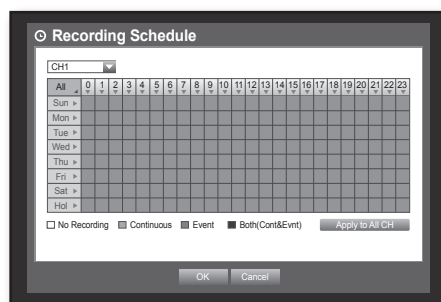 Recording Schedule
CH1
All 0 1 2 3 4 5 6 7 8 9 10 11 12 13 14 15 16 17 18 19 20 21 22 23
Sun
Mon
Tue
Wed
Thu
Fri
Sat
Hol
No Recording Continuous Event Both(Cont&Evnt) Apply to All CH
OK Cancel